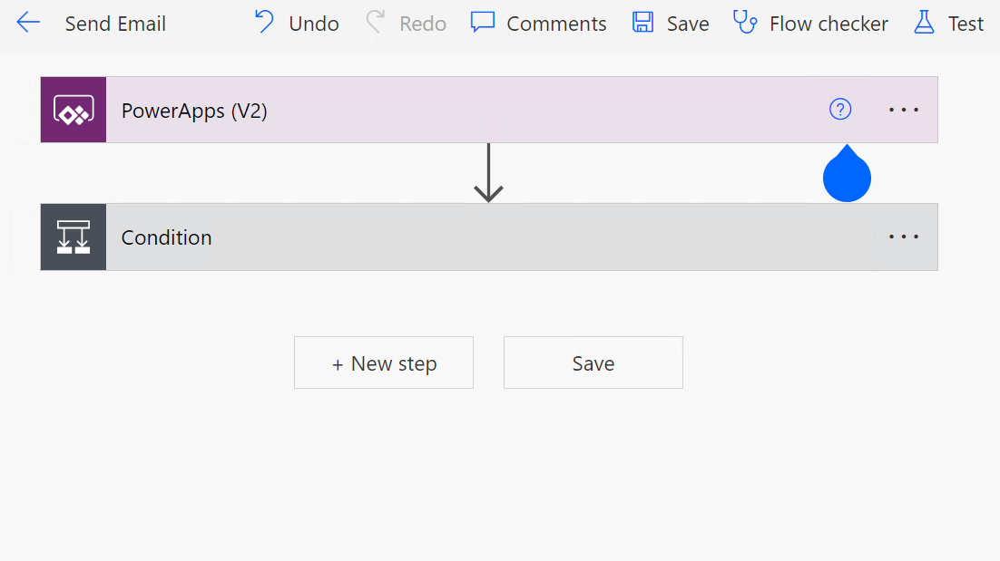 Send Email Undo Redo Comments Save Flow checker Test
PowerApps (V2) ? ...
Condition ...
+ New step Save